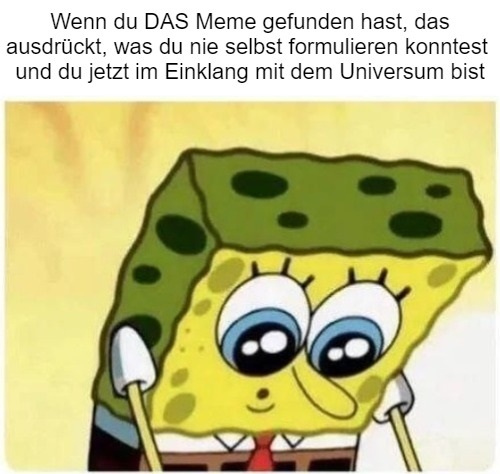 Wenn du DAS Meme gefunden hast, das
ausdrückt, was du nie selbst formulieren konntest
und du jetzt im Einklang mit dem Universum bist